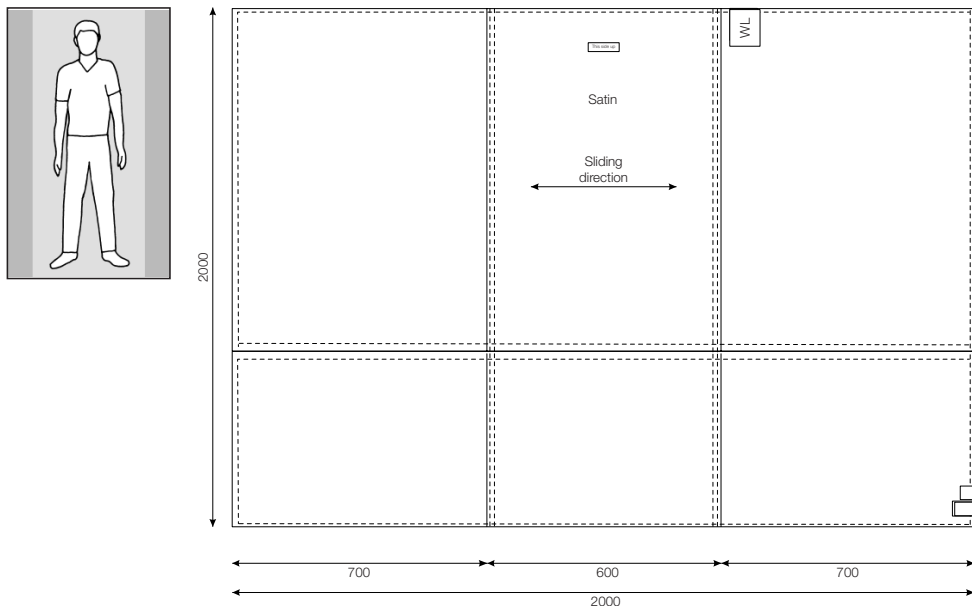 WL
This side up
Satin
Sliding
direction
2000
700
600
700
2000